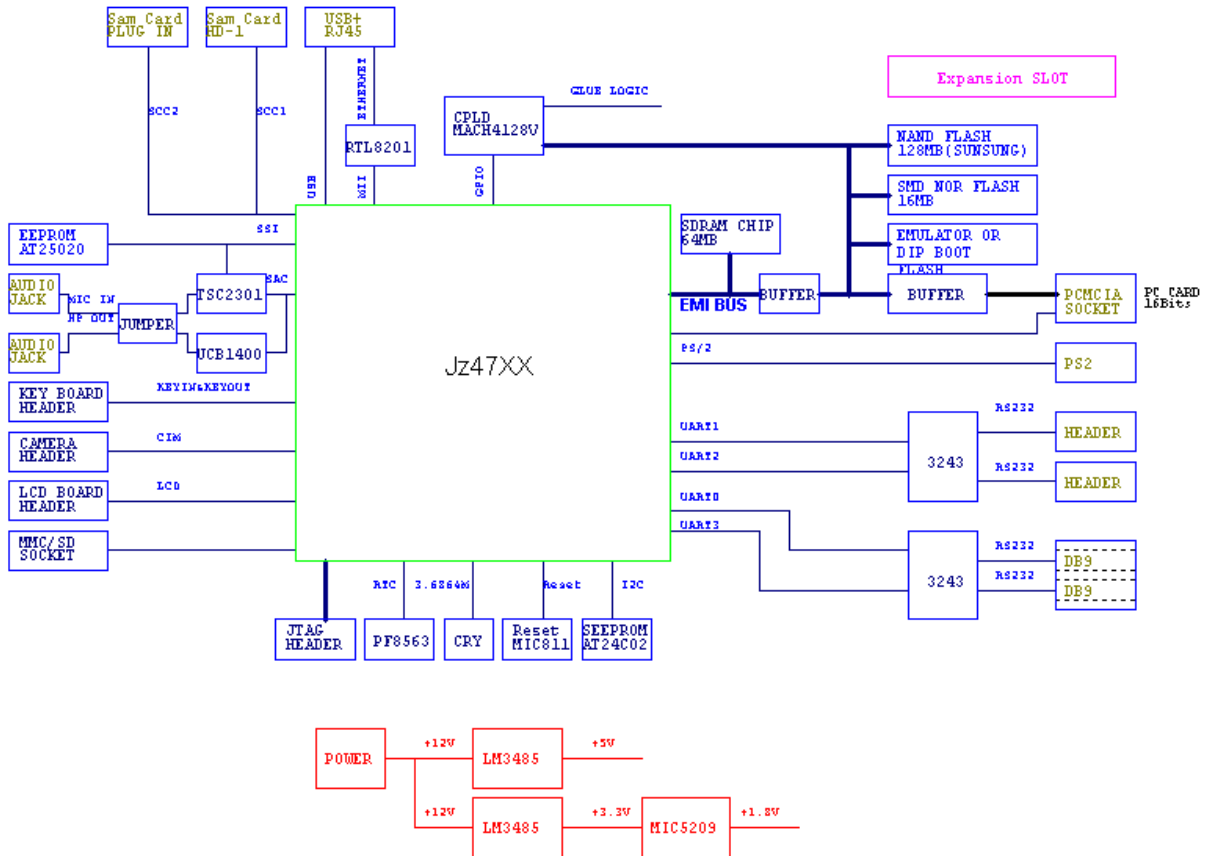 Sam Card
PLUG IN
Sam Card
HD-1
USB+
RJ45
Expansion SLOT
GLUE LOGIC
SCC2
SCC1
ETHERNET
CPLD
MACH4128V
NAND FLASH
128MB(SUNSUNG)
RTL8201
USB
MII
GPIO
SMD NOR FLASH
16MB
SSI
EEPROM
AT25020
SDRAM CHIP
64MB
EMULATOR OR
DIP BOOT
FLASH
AUDIO
JACK
MIC IN
HP OUT
JUMPER
TSC2301
SAC
EMI BUS
BUFFER
BUFFER
PCMCIA
SOCKET
PC CARD
16Bits
AUDIO
JACK
UCB1400
Jz47XX
PS/2
PS2
KEY BOARD
HEADER
KEYIN&KEYOUT
CAMERA
HEADER
CIM
UART1
UART2
3243
RS232
HEADER
RS232
HEADER
LCD BOARD
HEADER
LCD
UART0
UART3
MMC/SD
SOCKET
3243
RS232
DB9
RS232
DB9
RTC
3.6864M
Reset
I2C
JTAG
HEADER
PF8563
CRY
Reset
MIC811
SEEPROM
AT24C02
POWER
+12V
LM3485
+5V
+12V
LM3485
+3.3V
MIC5209
+1.8V